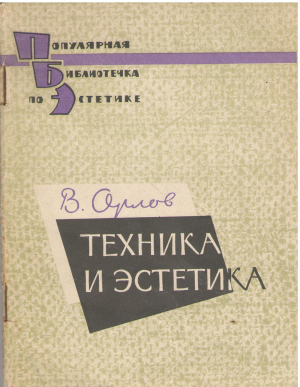 ПОПУЛЯРНАЯ
БИБЛИОТЕЧКА
ПО ЭСТЕТИКЕ
В. Орлов
ТЕХНИКА
И ЭСТЕТИКА